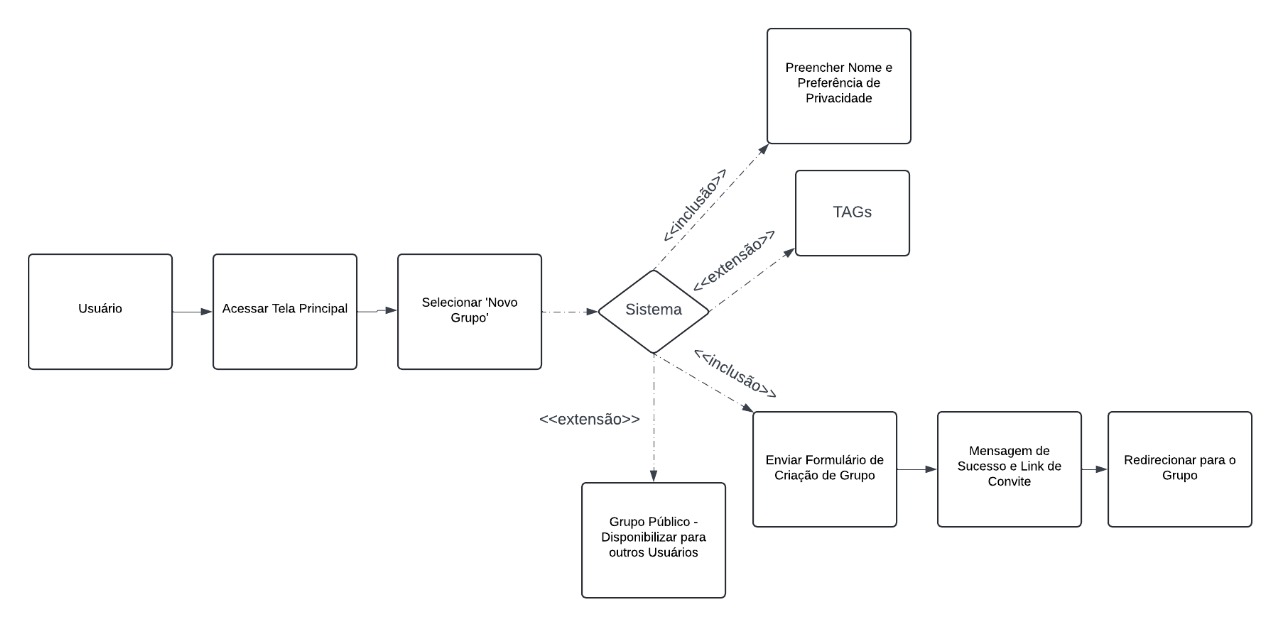 Preencher Nome e
Preferência de
Privacidade
<<inclusão>>
TAGs
<<extensão>>
Usuário
Acessar Tela Principal
Selecionar 'Novo
Grupo'
Sistema
<<inclusão>>
<<extensão>>
Enviar Formulário de
Criação de Grupo
Mensagem de
Sucesso e Link de
Convite
Redirecionar para o
Grupo
Grupo Público -
Disponibilizar para
outros Usuários